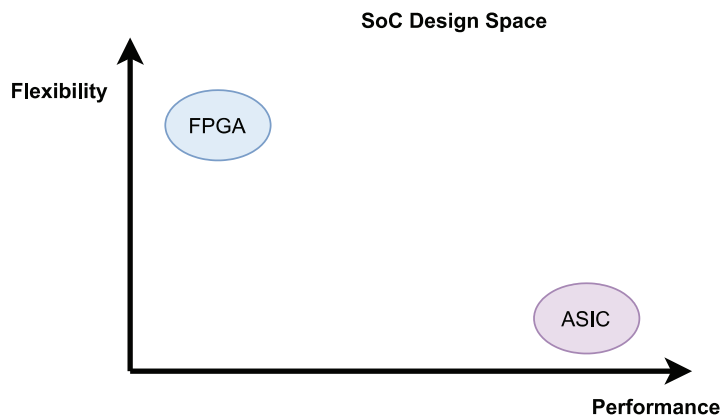 SoC Design Space
Flexibility
FPGA
ASIC
Performance